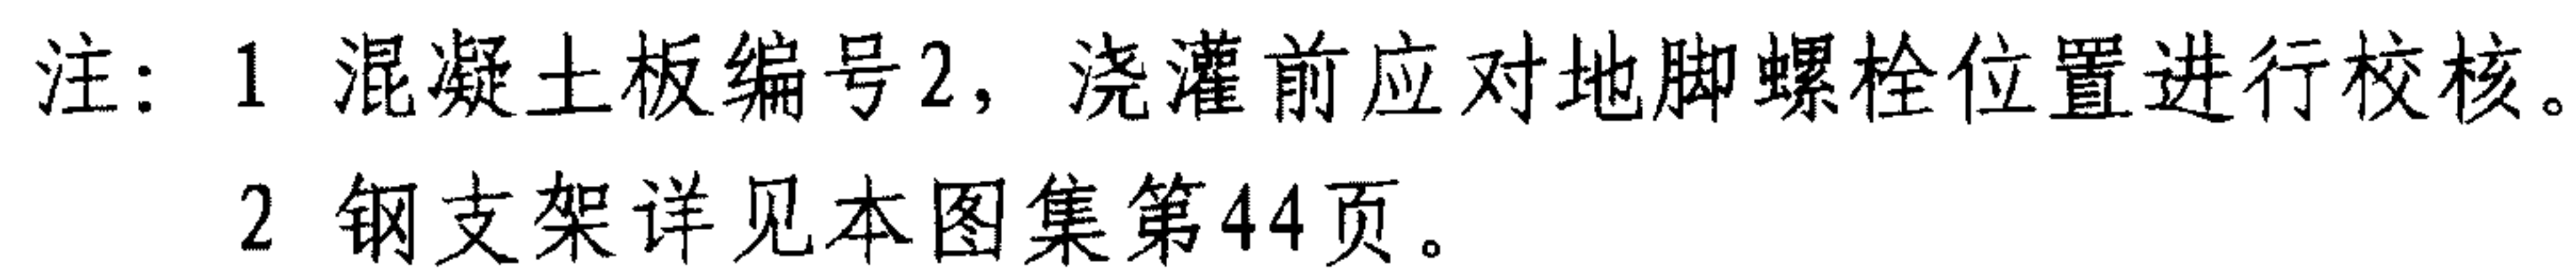 注： 1 混凝土板编号2，浇灌前应对地脚螺栓位置进行校核。
2 钢支架详见本图集第44页。